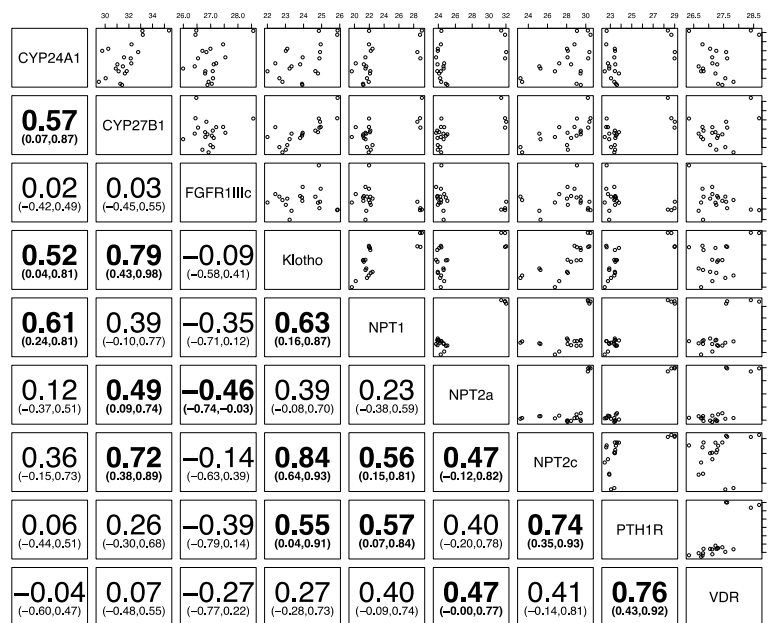 30 32 34 26.0 27.0 28.0 22 23 24 25 26 20 22 24 26 28 24 26 28 30 32 24 26 28 30 23 25 27 29 26.5 27.5 28.5
CYP24A1
0.57 CYP27B1
(0.07,0.87)
0.02 0.03 FGFR1IIIc
(−0.42,0.49) (−0.45,0.55)
0.52 0.79 −0.09 Klotho
(0.04,0.81) (0.43,0.98) (−0.58,0.41)
0.61 0.39 −0.35 0.63 NPT1
(0.24,0.81) (−0.10,0.77) (−0.71,0.12) (0.16,0.87)
0.12 0.49 −0.46 0.39 0.23 NPT2a
(−0.37,0.51) (0.09,0.74) (−0.74,−0.03) (−0.08,0.70) (−0.38,0.59)
0.36 0.72 −0.14 0.84 0.56 0.47 NPT2c
(−0.15,0.73) (0.38,0.89) (−0.63,0.39) (0.64,0.93) (0.15,0.81) (−0.12,0.82)
0.06 0.26 −0.39 0.55 0.57 0.40 0.74 PTH1R
(−0.44,0.51) (−0.30,0.68) (−0.79,0.14) (0.04,0.91) (0.07,0.84) (−0.20,0.78) (0.35,0.93)
−0.04 0.07 −0.27 0.27 0.40 0.47 0.41 0.76 VDR
(−0.60,0.47) (−0.48,0.55) (−0.77,0.22) (−0.28,0.73) (−0.09,0.74) (−0.00,0.77) (−0.14,0.81) (0.43,0.92)